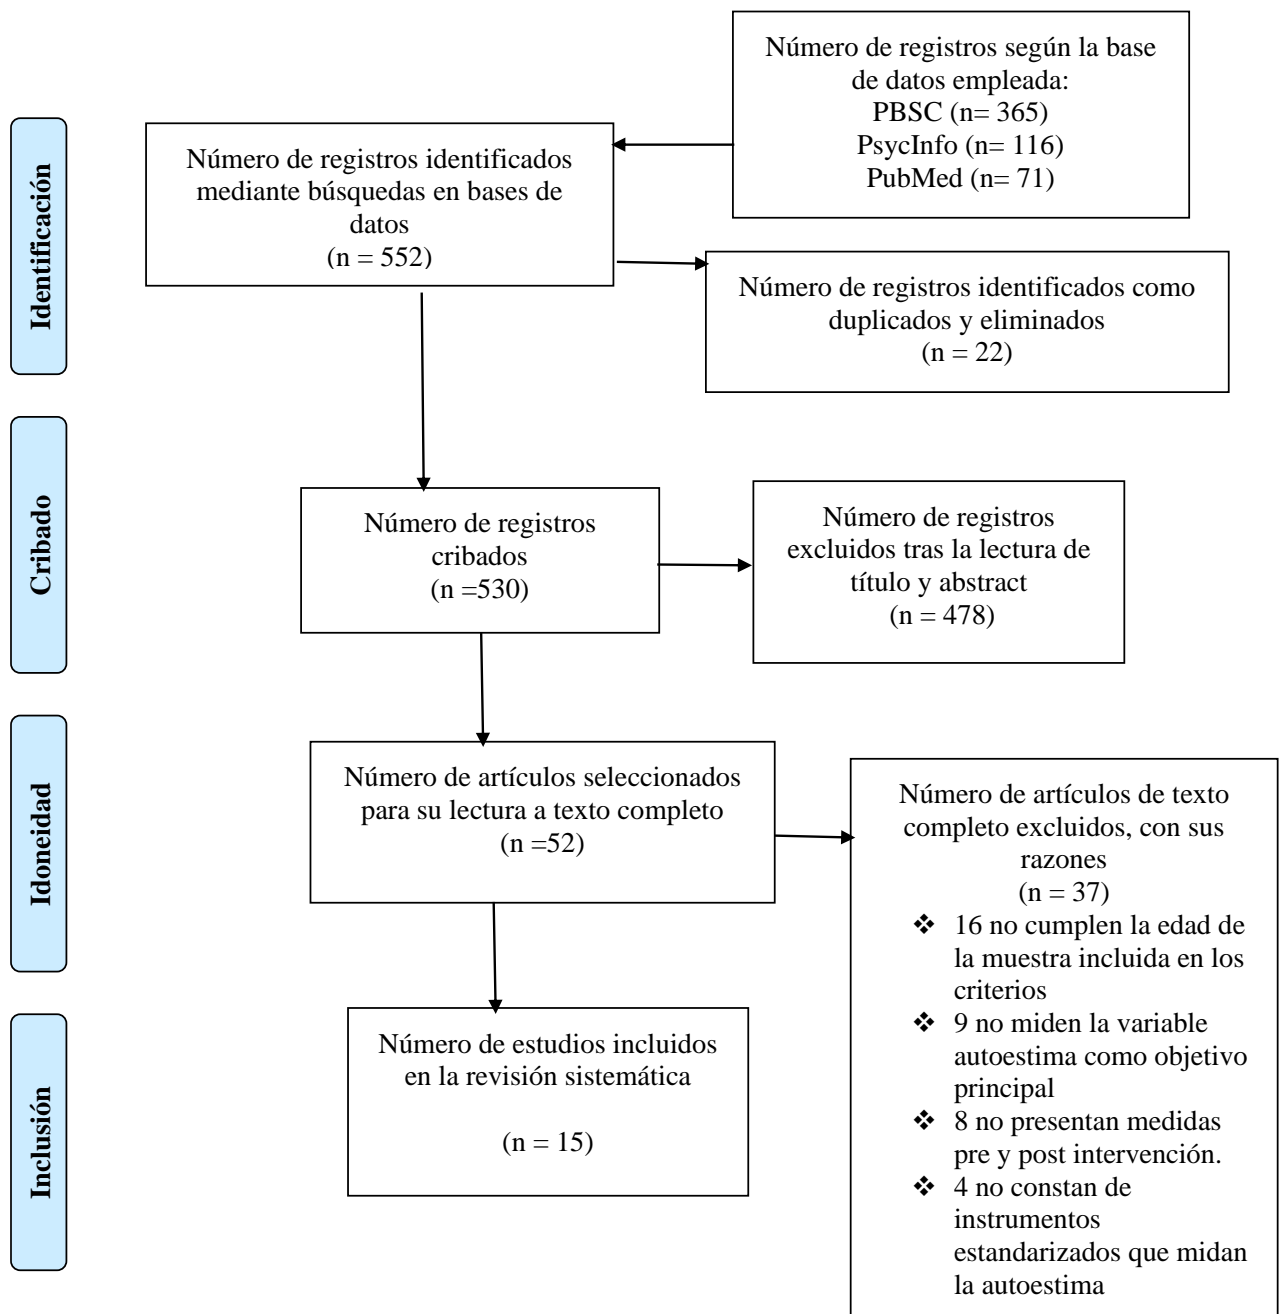 Número de registros según la base
de datos empleada:
PBSC (n= 365)
PsycInfo (n= 116)
PubMed (n= 71)
Identificación
Número de registros identificados
mediante búsquedas en bases de
datos
(n = 552)
Número de registros identificados como
duplicados y eliminados
(n = 22)
Cribado
Número de registros
cribados
(n =530)
Número de registros
excluidos tras la lectura de
título y abstract
(n = 478)
Idoneidad
Número de artículos seleccionados
para su lectura a texto completo
(n =52)
Número de artículos de texto
completo excluidos, con sus
razones
(n = 37)
❖ 16 no cumplen la edad de
la muestra incluida en los
criterios
❖ 9 no miden la variable
autoestima como objetivo
principal
❖ 8 no presentan medidas
pre y post intervención.
❖ 4 no constan de
instrumentos
estandarizados que midan
la autoestima
Inclusión
Número de estudios incluidos
en la revisión sistemática
(n = 15)